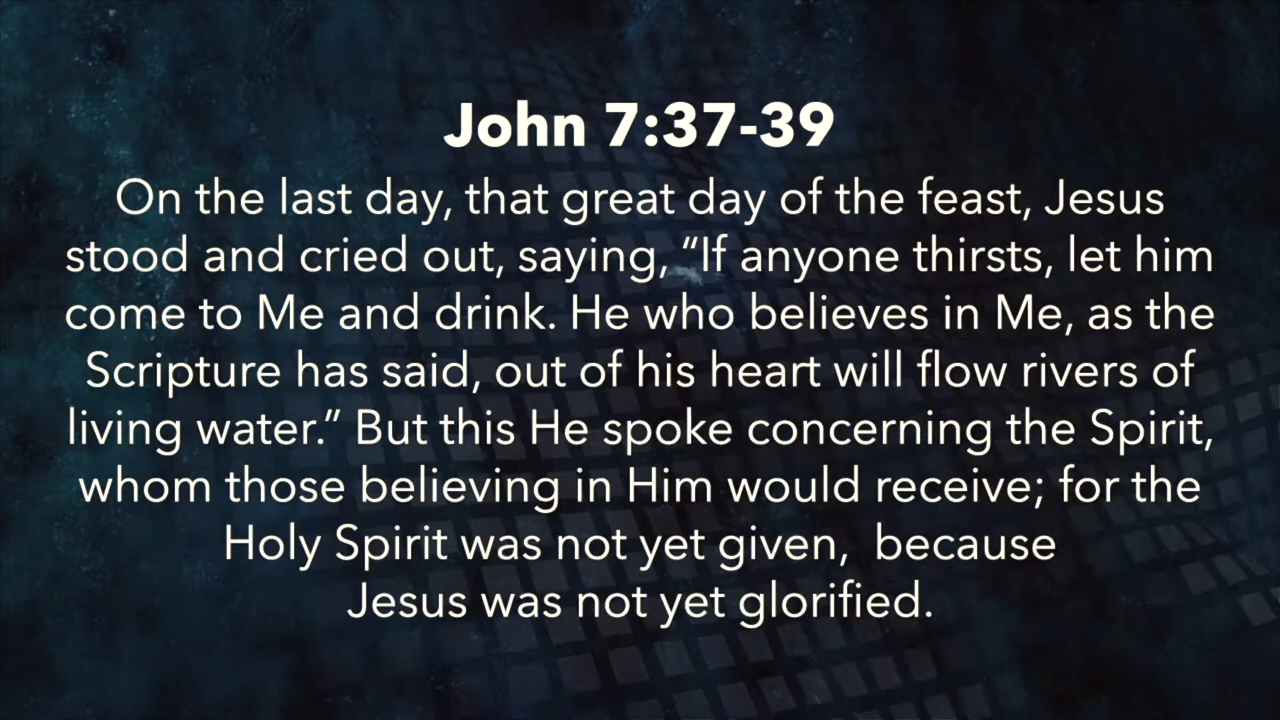 John 7:37-39
On the last day, that great day of the feast, Jesus
stood and cried out, saying, "If anyone thirsts, let him
come to Me and drink. He who believes in Me, as the
Scripture has said, out of his heart will flow rivers of
living water.” But this He spoke concerning the Spirit,
whom those believing in Him would receive; for the
Holy Spirit was not yet given,  because
Jesus was not yet glorified.